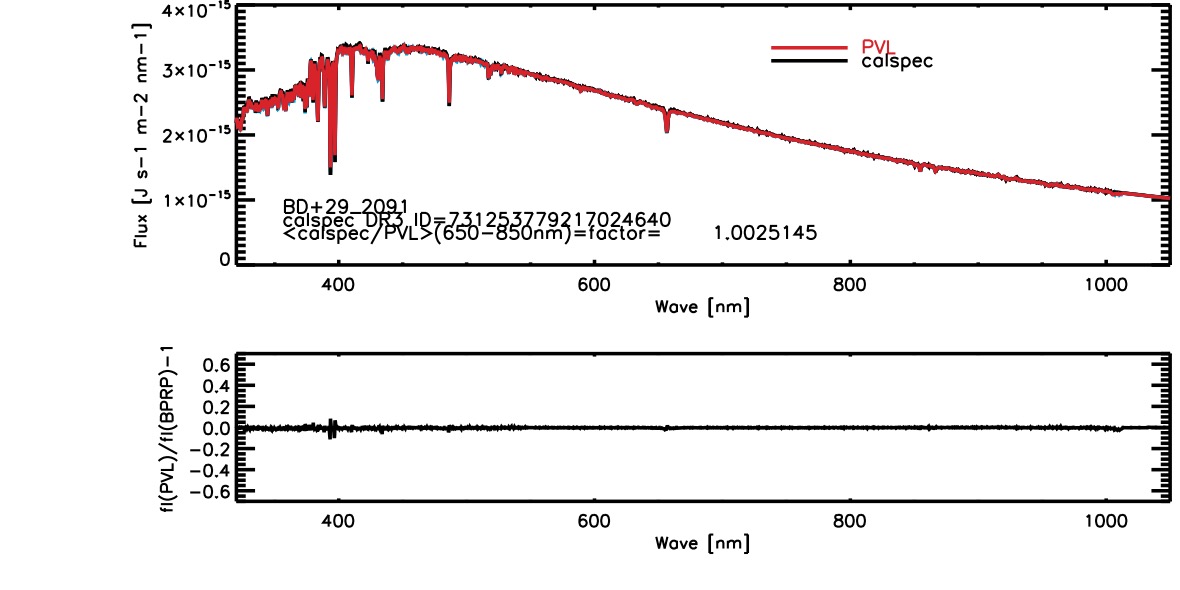 4×10−15
3×10−15
2×10−15
1×10−15
0
Flux [J s−1 m−2 nm−1]
PVL
calspec
BD+29_2091
calspec DR3 ID=731253779217024640
<calspec/PVL>(650−850nm)=factor= 1.0025145
400 600 800 1000
Wave [nm]
0.6
0.4
0.2
0.0
−0.2
−0.4
−0.6
fl(PVL)/fl(BPRP)−1
400 600 800 1000
Wave [nm]